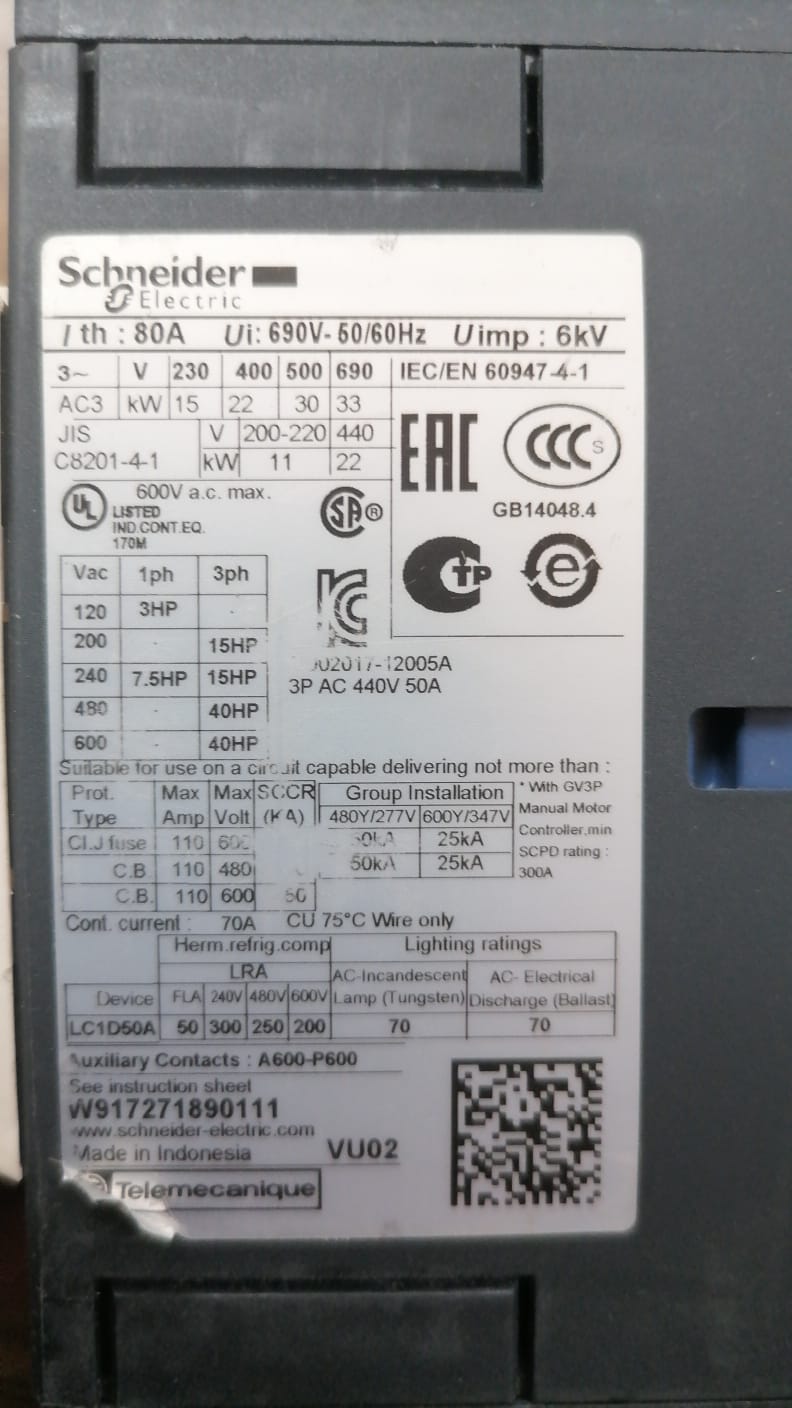 Schneider
Electric
I th : 80A Ui: 690V- 50/60Hz Uimp : 6kV
3~ V 230 400 500 690 IEC/EN 60947-4-1
AC3 kW 15 22 30 33
JIS V 200-220 440
C8201-4-1 kW 11 22
EAC
CCC S
GB14048.4
UL 600V a.c. max.
LISTED
IND.CONT.EQ.
170M
SA ®
TP
e
KC
Vac 1ph 3ph
120 3HP -
200 - 15HP
240 7.5HP 15HP
480 - 40HP
600 - 40HP
3P AC 440V 50A
Suitable for use on a circuit capable delivering not more than :
Prot. Max Max SCCR Group Installation
Type Amp Volt (KA) 480Y/277V 600Y/347V
Cl.J fuse 110 25kA
C.B 110 480 50kA 25kA
C.B. 110 600
* With GV3P
Manual Motor
Controller,min
SCPD rating :
300A
Cont. current : 70A CU 75°C Wire only
Herm.refrig.comp Lighting ratings
LRA AC-Incandescent AC- Electrical
Device FLA 240V 480V 600V Lamp (Tungsten) Discharge (Ballast)
LC1D50A 50 300 250 200 70 70
Auxiliary Contacts : A600-P600
See instruction sheet
W917271890111
www.schneider-electric.com
Made in Indonesia VU02
Telemecanique